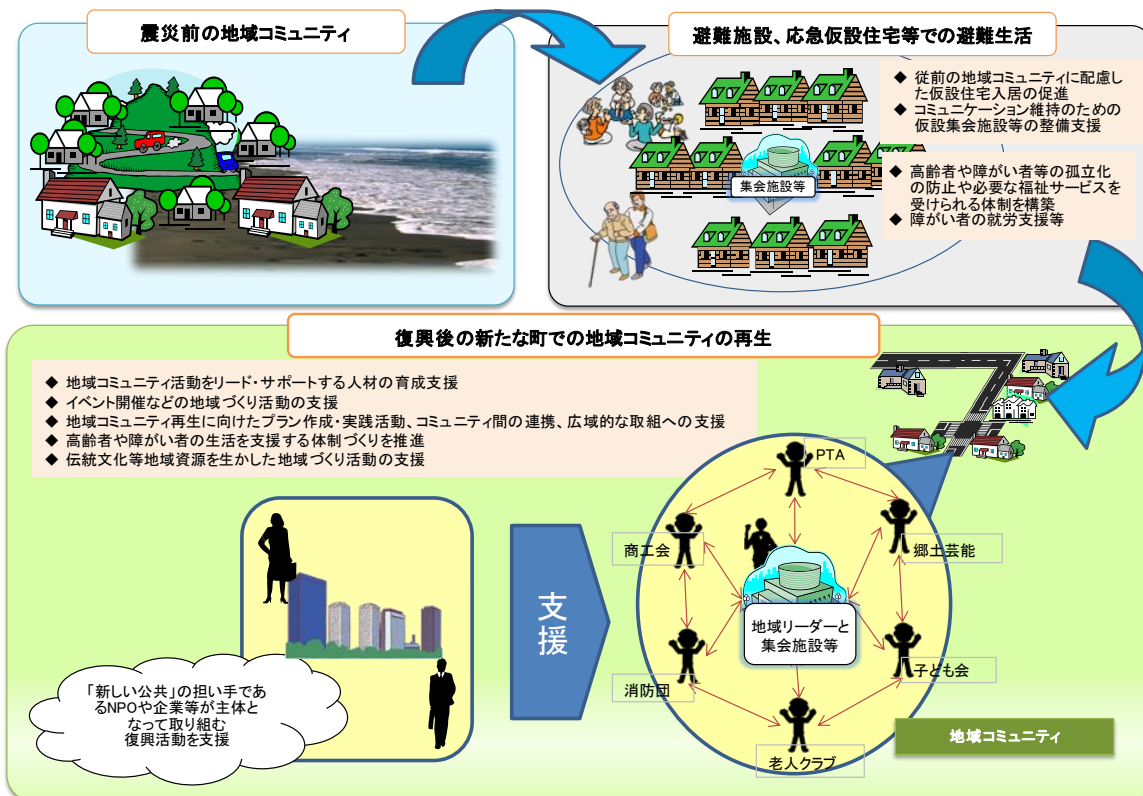 震災前の地域コミュニティ
避難施設、応急仮設住宅等での避難生活
◆ 従前の地域コミュニティに配慮し
た仮設住宅入居の促進
◆ コミュニケーション維持のための
仮設集会施設等の整備支援
集会施設等
◆ 高齢者や障がい者等の孤立化
の防止や必要な福祉サービスを
受けられる体制を構築
◆ 障がい者の就労支援等
復興後の新たな町での地域コミュニティの再生
◆ 地域コミュニティ活動をリード・サポートする人材の育成支援
◆ イベント開催などの地域づくり活動の支援
◆ 地域コミュニティ再生に向けたプラン作成・実践活動、コミュニティ間の連携、広域的な取組への支援
◆ 高齢者や障がい者の生活を支援する体制づくりを推進
◆ 伝統文化等地域資源を生かした地域づくり活動の支援
「新しい公共」の担い手であ
るNPOや企業等が主体と
なって取り組む
復興活動を支援
支援
PTA
商工会
郷土芸能
地域リーダーと
集会施設等
消防団
子ども会
老人クラブ
地域コミュニティ